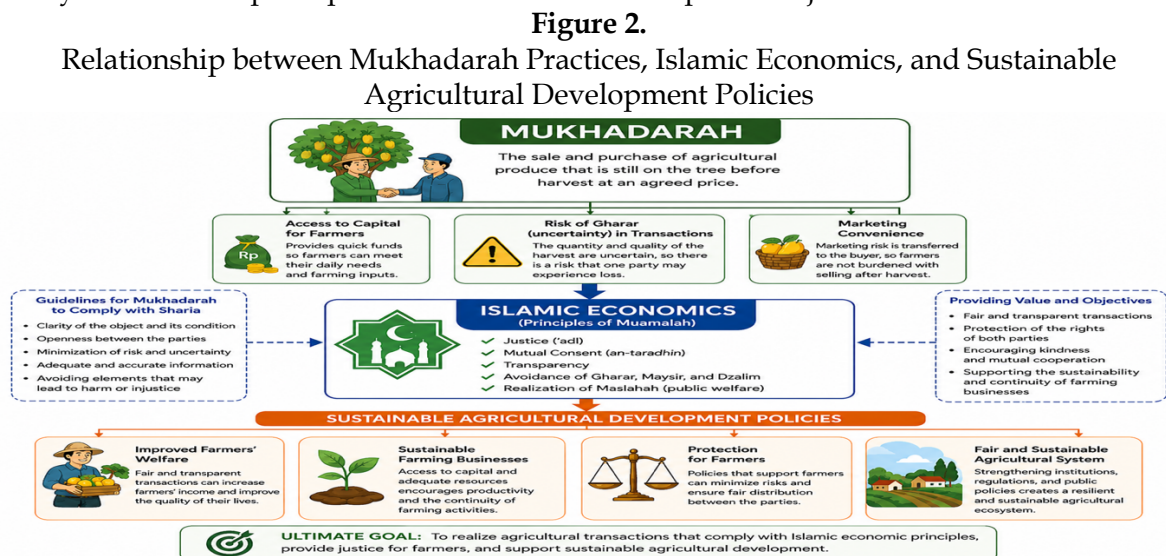 Figure 2.
Relationship between Mukhadarah Practices, Islamic Economics, and Sustainable
Agricultural Development Policies
MUKHADARAH
The sale and purchase of agricultural
produce that is still on the tree before
harvest at an agreed price.
Access to Capital
for Farmers
Provides quick funds
so farmers can meet
their daily needs
and farming inputs.
Rp
Risk of Gharar
(uncertainty) in Transactions
The quantity and quality of the
harvest are uncertain, so there
is a risk that one party may
experience loss.
Marketing
Convenience
Marketing risk is transferred
to the buyer, so farmers
are not burdened with
selling after harvest.
Guidelines for Mukhadarah
to Comply with Sharia
• Clarity of the object and its condition
• Openness between the parties
• Minimization of risk and uncertainty
• Adequate and accurate information
• Avoiding elements that may
lead to harm or injustice
ISLAMIC ECONOMICS
(Principles of Muamalah)
✓ Justice ('adl)
✓ Mutual Consent (an-taradhin)
✓ Transparency
✓ Avoidance of Gharar, Maysir, and Dzalim
✓ Realization of Maslahah (public welfare)
Providing Value and Objectives
• Fair and transparent transactions
• Protection of the rights
of both parties
• Encouraging kindness
and mutual cooperation
• Supporting the sustainability
and continuity of farming
businesses
SUSTAINABLE AGRICULTURAL DEVELOPMENT POLICIES
Improved Farmers'
Welfare
Fair and transparent
transactions can increase
farmers' income and improve
the quality of their lives.
Sustainable
Farming Businesses
Access to capital and
adequate resources
encourages productivity
and the continuity of
farming activities.
Protection
for Farmers
Policies that support farmers
can minimize risks and
ensure fair distribution
between the parties.
Fair and Sustainable
Agricultural System
Strengthening institutions,
regulations, and public
policies creates a resilient
and sustainable agricultural
ecosystem.
ULTIMATE GOAL: To realize agricultural transactions that comply with Islamic economic principles,
provide justice for farmers, and support sustainable agricultural development.